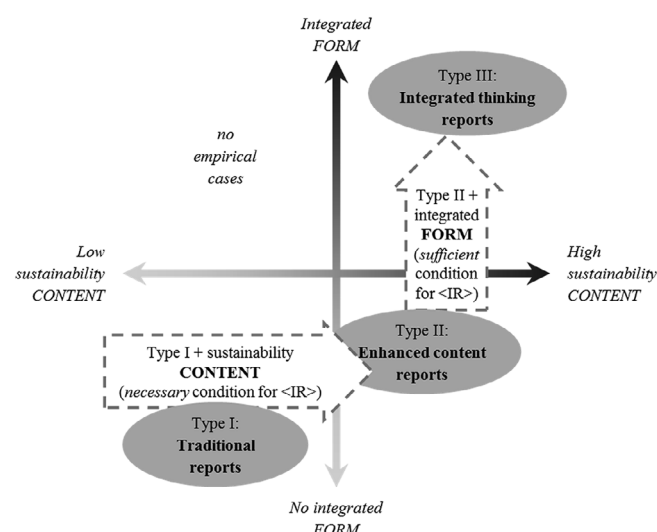 Integrated
FORM
Type III:
Integrated thinking
reports
no
empirical
cases
Type II +
integrated
FORM
(sufficient
condition
for <IR>)
Low
sustainability
CONTENT
High
sustainability
CONTENT
Type II:
Enhanced content
reports
Type I + sustainability
CONTENT
(necessary condition for <IR>)
Type I:
Traditional
reports
No integrated
FORM